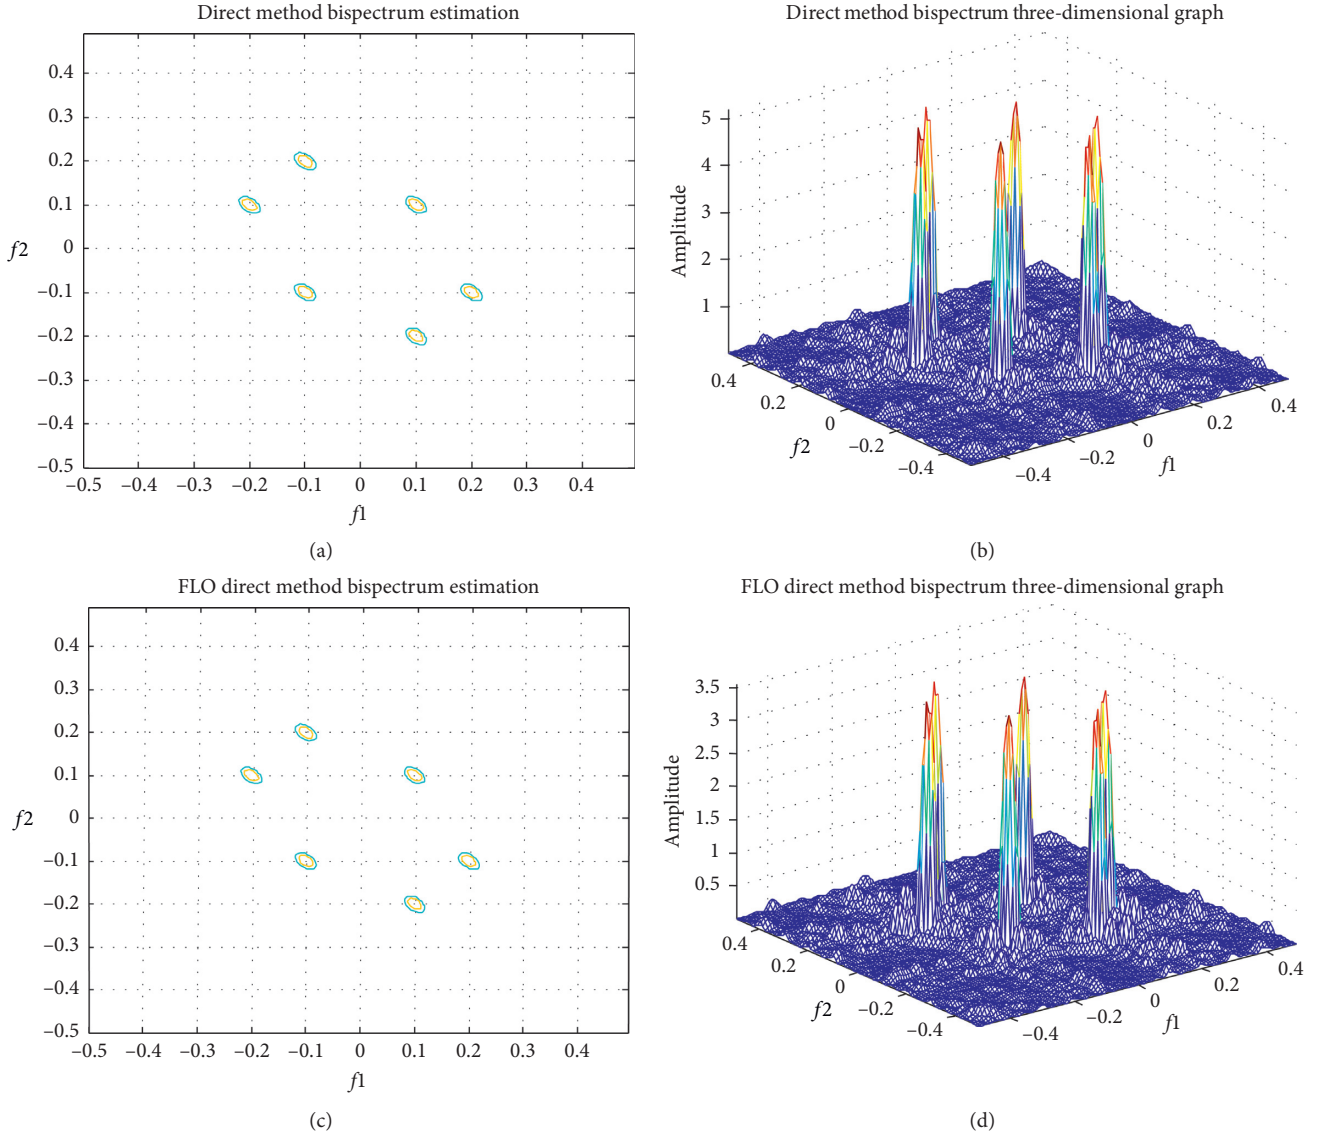 Direct method bispectrum estimation
0.4
0.3
0.2
0.1
0
–0.1
–0.2
–0.3
–0.4
–0.5
f2
–0.5 –0.4 –0.3 –0.2 –0.1 0 0.1 0.2 0.3 0.4
f1
(a)
Direct method bispectrum three-dimensional graph
5
4
3
2
1
Amplitude
0.4
0.2
0
–0.2
–0.4
f2
–0.4
–0.2
0
0.2
0.4
f1
(b)
FLO direct method bispectrum estimation
0.4
0.3
0.2
0.1
0
–0.1
–0.2
–0.3
–0.4
–0.5
f2
–0.5 –0.4 –0.3 –0.2 –0.1 0 0.1 0.2 0.3 0.4
f1
(c)
FLO direct method bispectrum three-dimensional graph
3.5
3
2.5
2
1.5
1
0.5
Amplitude
0.4
0.2
0
–0.2
–0.4
f2
–0.4
–0.2
0
0.2
0.4
f1
(d)